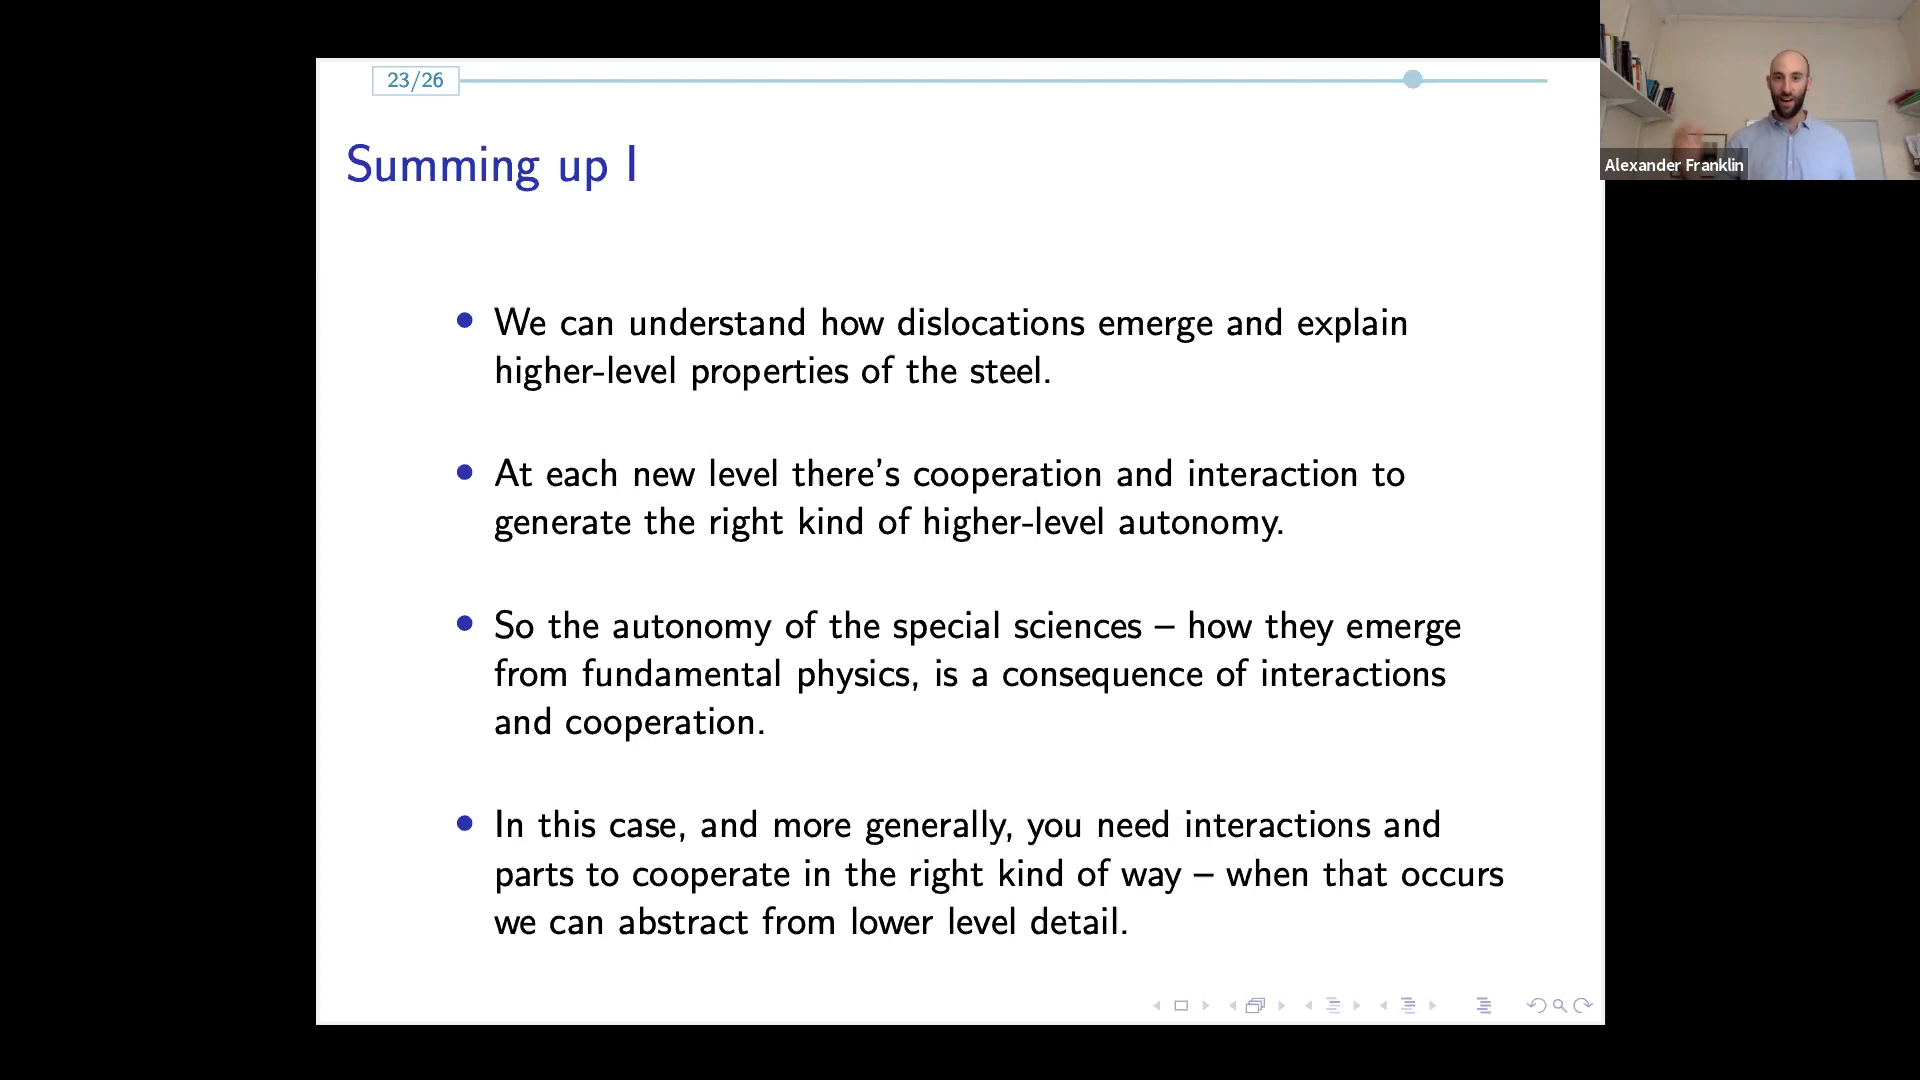 23/26
Alexander Franklin
Summing up I
• We can understand how dislocations emerge and explain
higher-level properties of the steel.
• At each new level there's cooperation and interaction to
generate the right kind of higher-level autonomy.
• So the autonomy of the special sciences – how they emerge
from fundamental physics, is a consequence of interactions
and cooperation.
• In this case, and more generally, you need interactions and
parts to cooperate in the right kind of way – when that occurs
we can abstract from lower level detail.